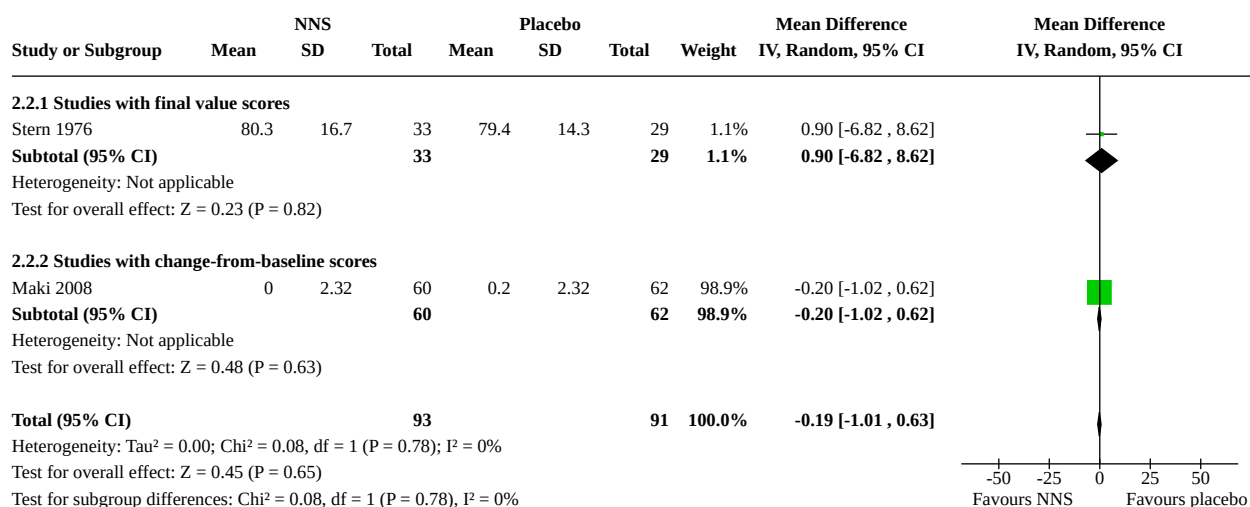 NNS Placebo Mean Difference Mean Difference
Study or Subgroup Mean SD Total Mean SD Total Weight IV, Random, 95% CI IV, Random, 95% CI
2.2.1 Studies with final value scores
Stern 1976 80.3 16.7 33 79.4 14.3 29 1.1% 0.90 [-6.82 , 8.62]
Subtotal (95% CI) 33 29 1.1% 0.90 [-6.82 , 8.62]
Heterogeneity: Not applicable
Test for overall effect: Z = 0.23 (P = 0.82)
2.2.2 Studies with change-from-baseline scores
Maki 2008 0 2.32 60 0.2 2.32 62 98.9% -0.20 [-1.02 , 0.62]
Subtotal (95% CI) 60 62 98.9% -0.20 [-1.02 , 0.62]
Heterogeneity: Not applicable
Test for overall effect: Z = 0.48 (P = 0.63)
Total (95% CI) 93 91 100.0% -0.19 [-1.01 , 0.63]
Heterogeneity: Tau² = 0.00; Chi² = 0.08, df = 1 (P = 0.78); I² = 0%
Test for overall effect: Z = 0.45 (P = 0.65)
-50 -25 0 25 50
Test for subgroup differences: Chi² = 0.08, df = 1 (P = 0.78), I² = 0%
Favours NNS Favours placebo